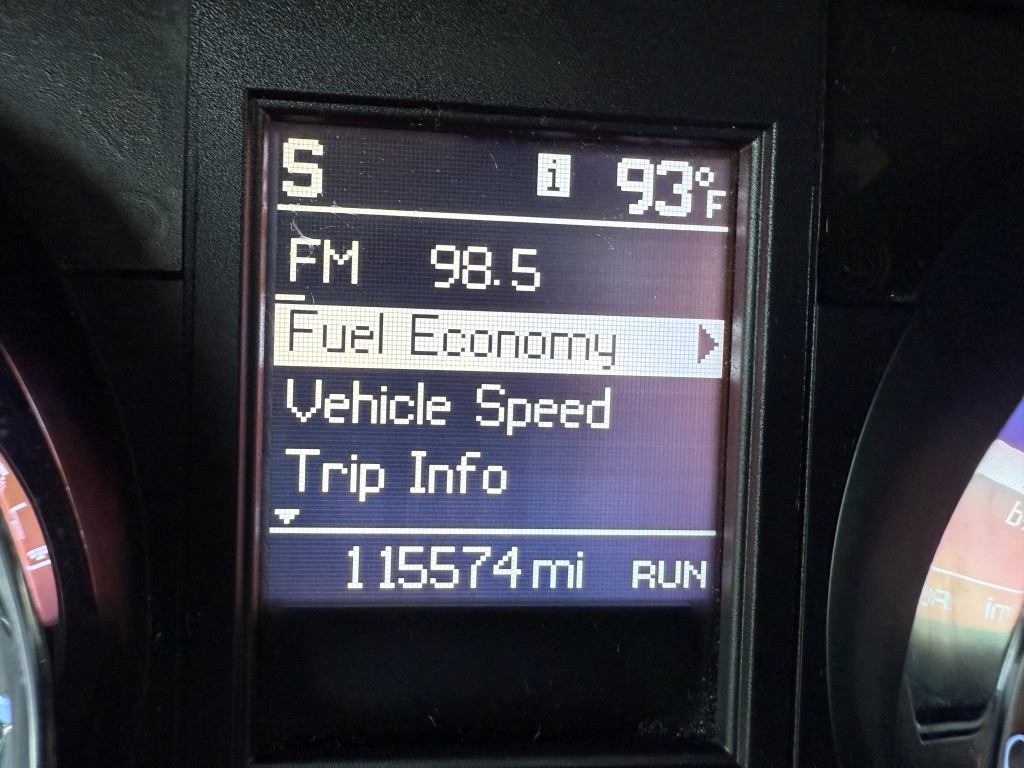 S i 93°F
FM 98.5
Fuel Economy
Vehicle Speed
Trip Info
115574 mi RUN